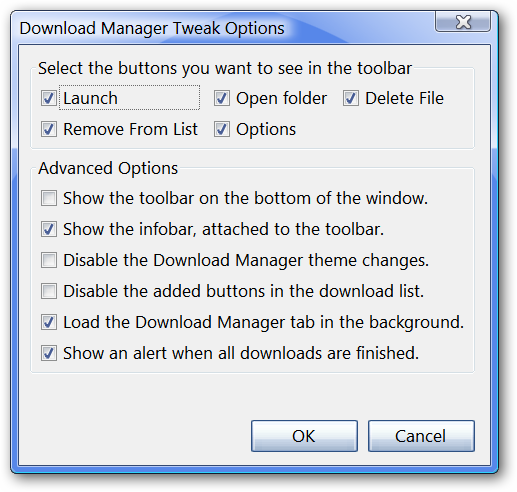 Download Manager Tweak Options
Select the buttons you want to see in the toolbar
Launch Open folder Delete File
Remove From List Options
Advanced Options
Show the toolbar on the bottom of the window.
Show the infobar, attached to the toolbar.
Disable the Download Manager theme changes.
Disable the added buttons in the download list.
Load the Download Manager tab in the background.
Show an alert when all downloads are finished.
OK Cancel